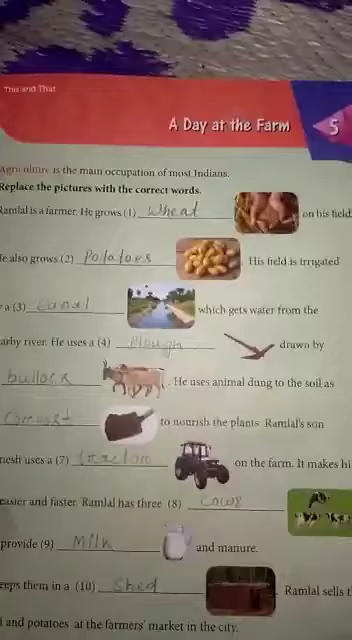 This and That
A Day at the Farm 5
Agriculture is the main occupation of most Indians.
Replace the pictures with the correct words.
Ramlal is a farmer. He grows (1) Wheat on his field
He also grows (2) Potatoes His field is irrigated
a (3) canal which gets water from the
arby river. He uses a (4) Plough drawn by
bullock . He uses animal dung to the soil as
to nourish the plants Ramlal's son
nesh uses a (7) on the farm. It makes hi
easier and faster. Ramlal has three (8) cows
provide (9) Milk and manure.
eeps them in a (10) Shed . Ramlal sells t
l and potatoes at the farmers' market in the city.